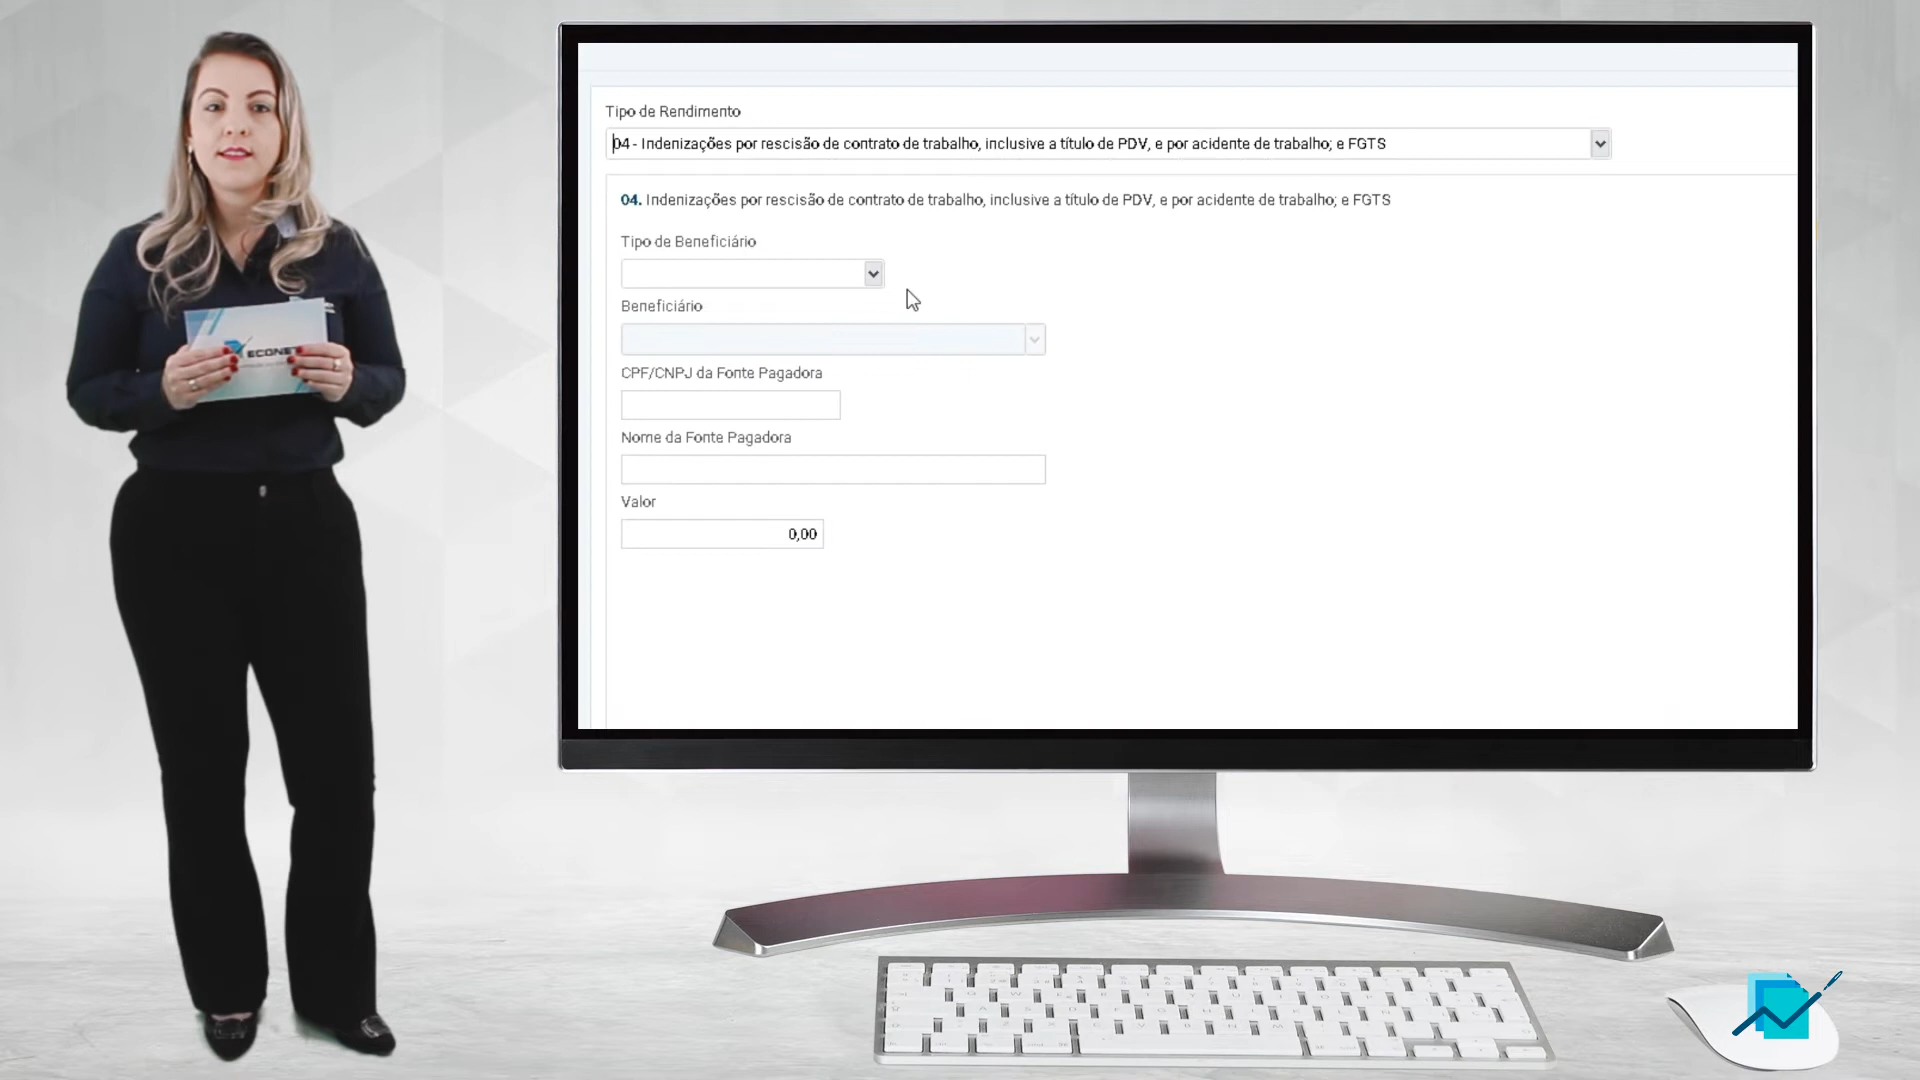 Tipo de Rendimento
04 - Indenizações por rescisão de contrato de trabalho, inclusive a título de PDV, e por acidente de trabalho; e FGTS
04. Indenizações por rescisão de contrato de trabalho, inclusive a título de PDV, e por acidente de trabalho; e FGTS
Tipo de Beneficiário
Beneficiário
CPF/CNPJ da Fonte Pagadora
Nome da Fonte Pagadora
Valor
0,00
ECONET